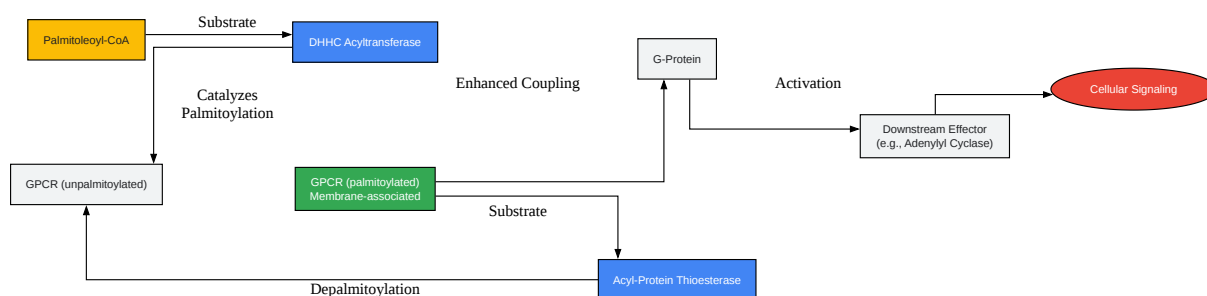 Substrate
Palmitoleoyl-CoA
DHHC Acyltransferase
Catalyzes
Palmitoylation
Enhanced Coupling
G-Protein
Activation
Cellular Signaling
Downstream Effector
(e.g., Adenylyl Cyclase)
GPCR (unpalmitoylated)
GPCR (palmitoylated)
Membrane-associated
Substrate
Acyl-Protein Thioesterase
Depalmitoylation